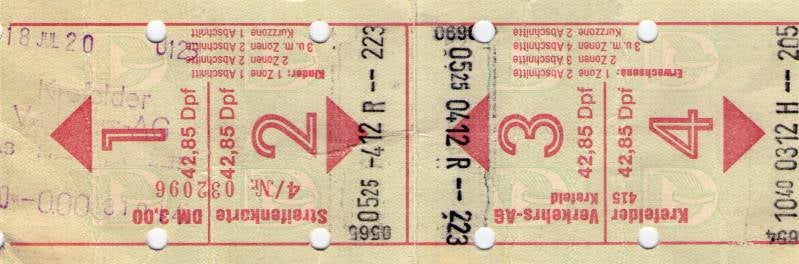 18 JUL 20
0125
Krefelder
1
42,85 Dpf
2
42,85 Dpf
Kinder: 1 Zone 1 Abschnitt
2 Zonen 2 Abschnitte
3 u. m. Zonen 2 Abschnitte
Kurzzone 1 Abschnitt
Streifenkarte
DM 3,00
4/Nr. 032096
0565
0525 -412 R -- 223
0690
0525 0412 R -- 223
3
42,85 Dpf
4
42,85 Dpf
Erwachsene: 1 Zone 2 Abschnitte
2 Zonen 3 Abschnitte
3 u. m. Zonen 4 Abschnitte
Krefelder
Verkehrs-AG
415
Krefeld
1040 0312 H -- 205